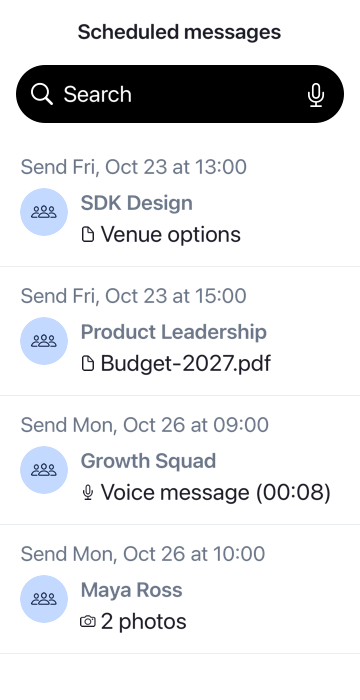 Scheduled messages
Search
Send Fri, Oct 23 at 13:00
SDK Design
Venue options
Send Fri, Oct 23 at 15:00
Product Leadership
Budget-2027.pdf
Send Mon, Oct 26 at 09:00
Growth Squad
Voice message (00:08)
Send Mon, Oct 26 at 10:00
Maya Ross
2 photos